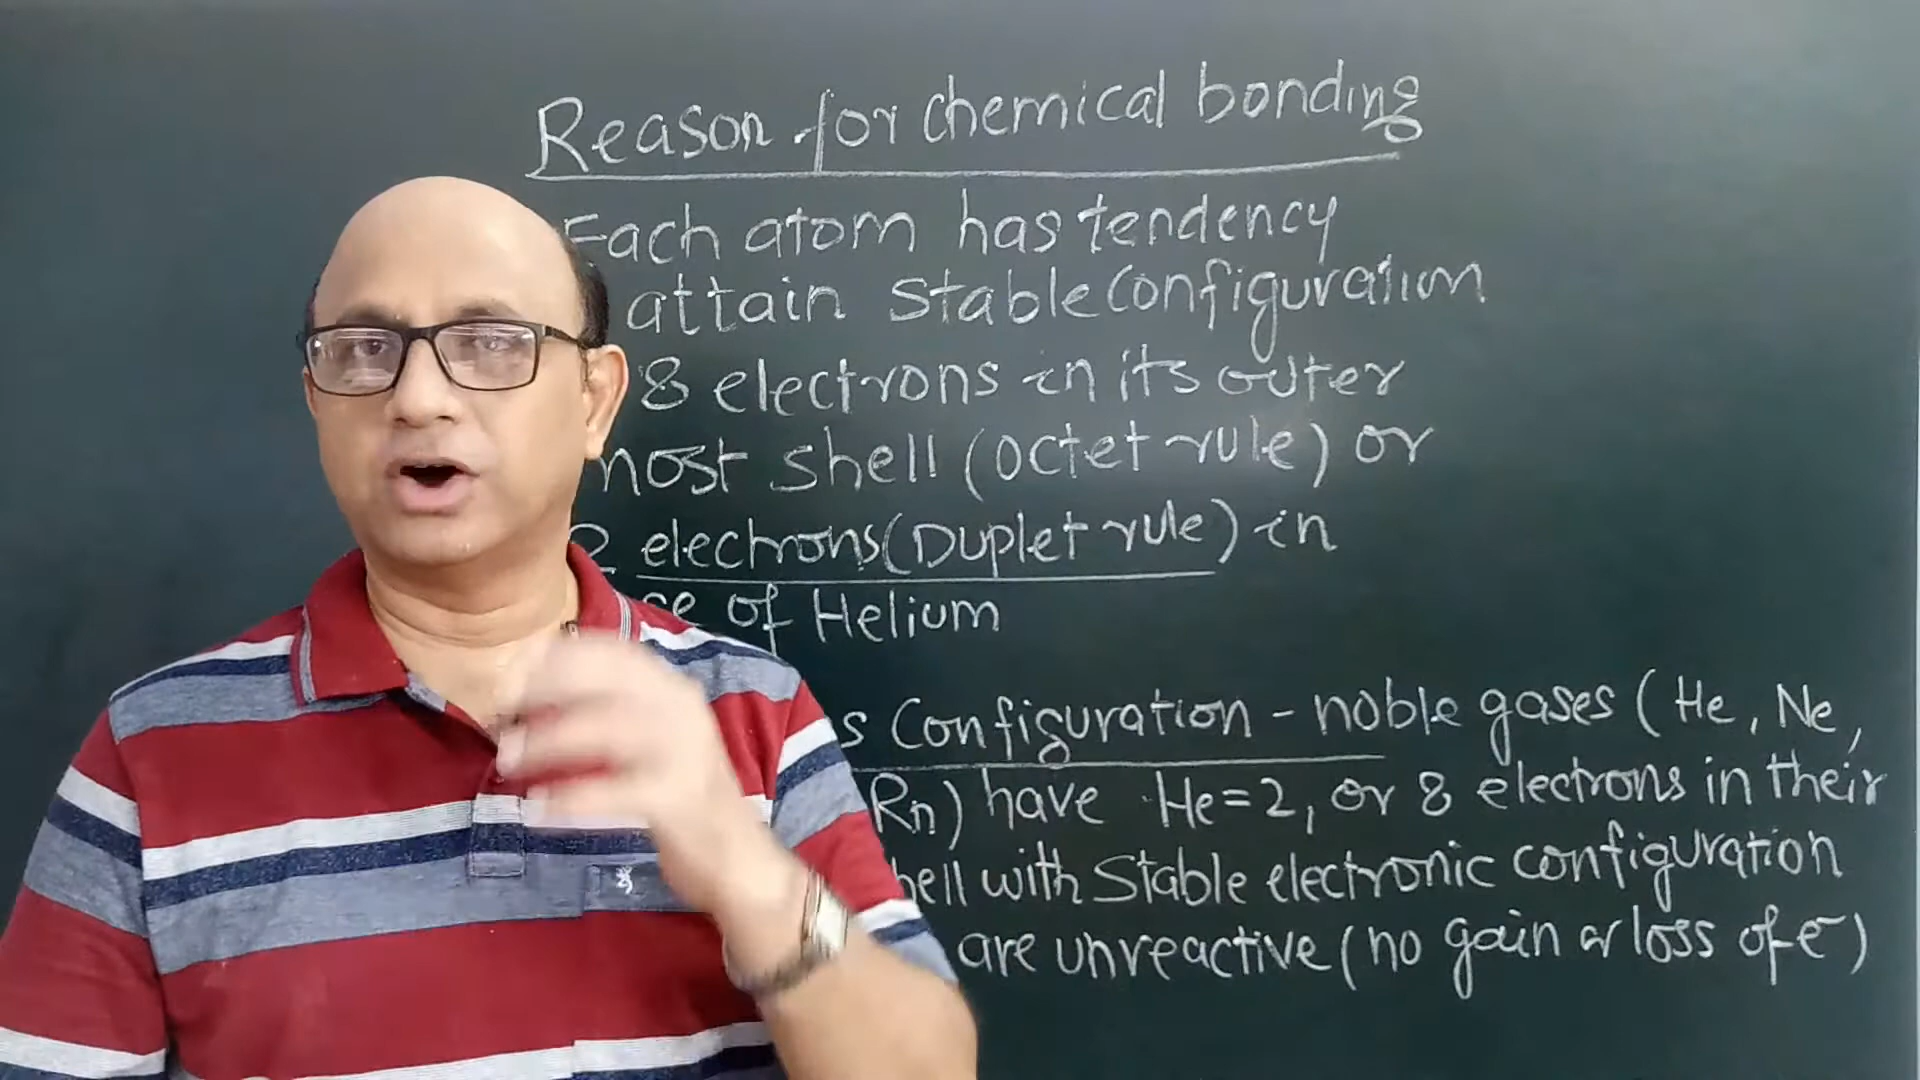 Reason for chemical bonding
Each atom has tendency
attain Stable Configuration
8 electrons in its outer
most shell (octet rule) or
2 electrons (Duplet rule) in
se of Helium
s Configuration - noble gases (He, Ne,
Rn) have He = 2, or 8 electrons in their
hell with Stable electronic configuration
are unreactive (no gain or loss of e⁻)